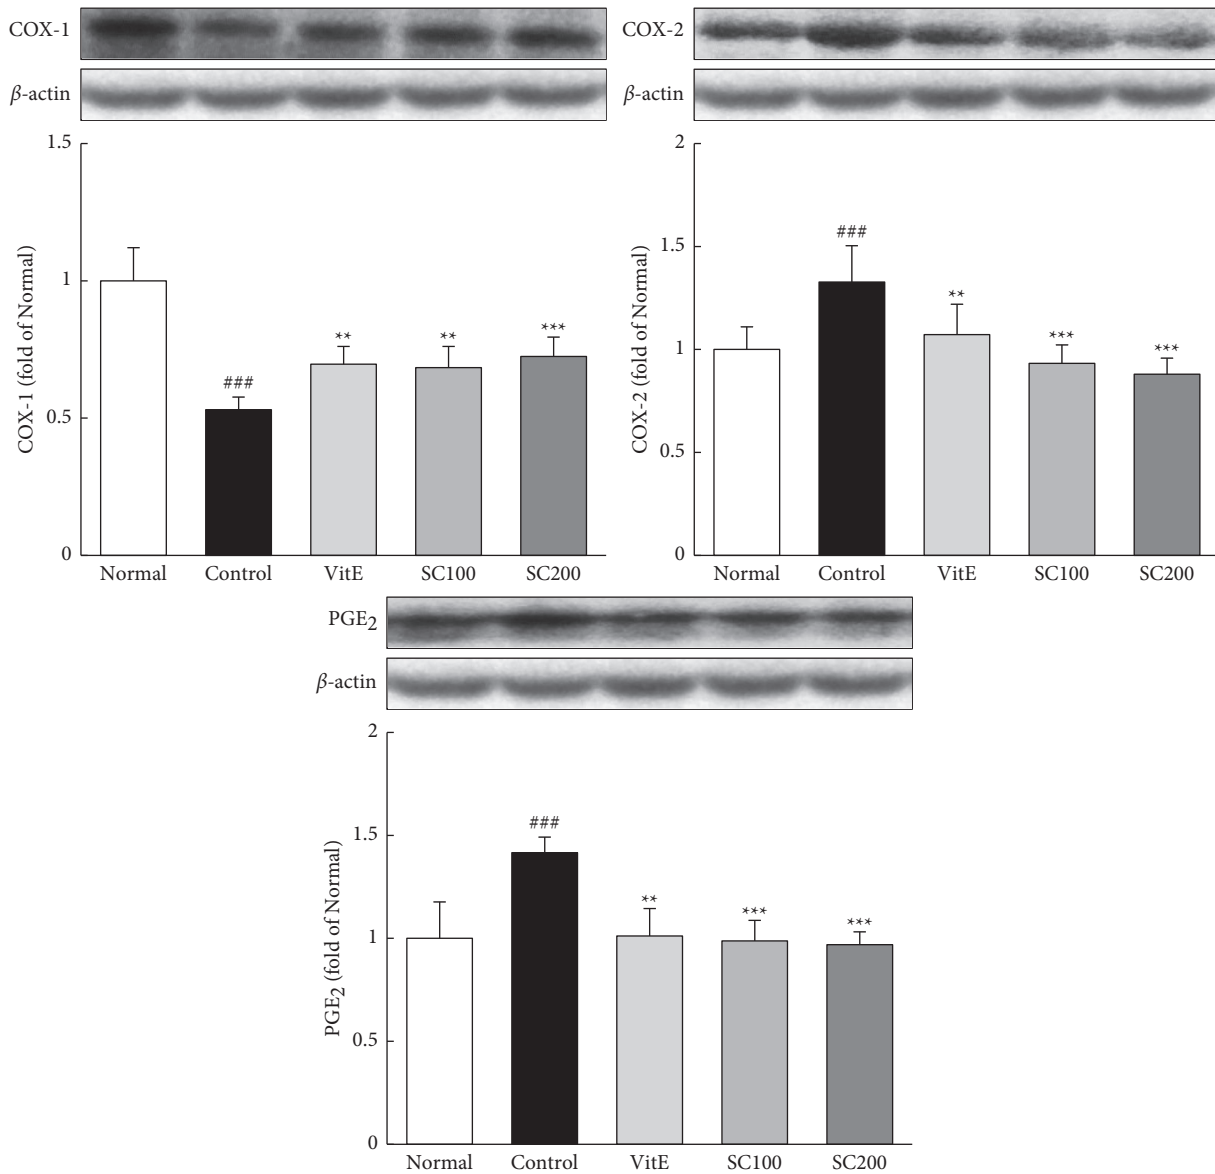 COX-1
β-actin
1.5
1
0.5
0
COX-1 (fold of Normal)
###
**
**
***
Normal Control VitE SC100 SC200
COX-2
β-actin
2
1.5
1
0.5
0
COX-2 (fold of Normal)
###
**
***
***
Normal Control VitE SC100 SC200
PGE2
β-actin
2
1.5
1
0.5
0
PGE2 (fold of Normal)
###
**
***
***
Normal Control VitE SC100 SC200